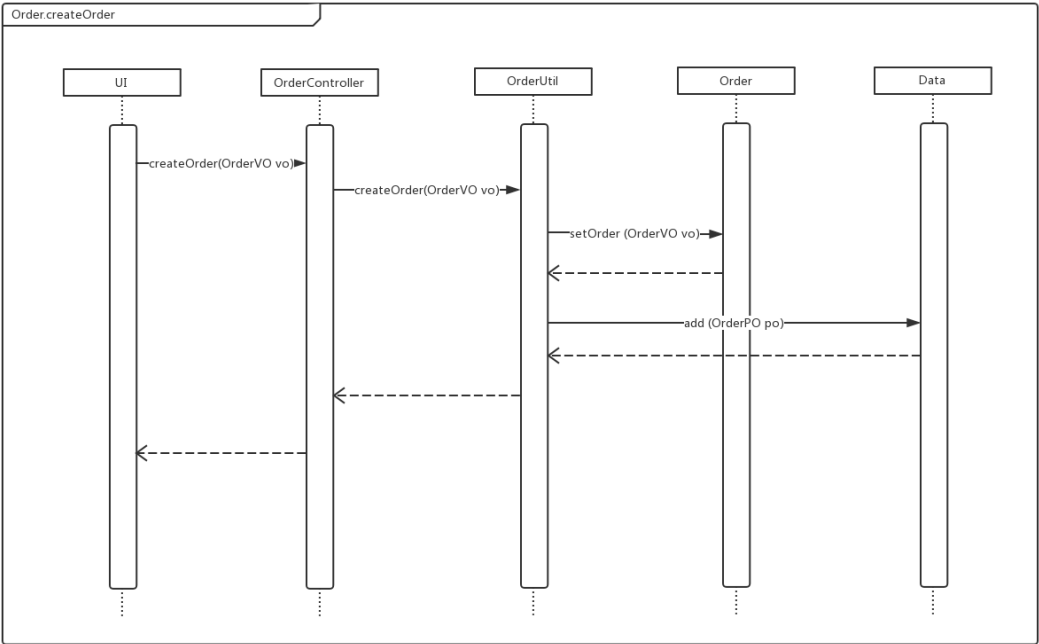 Order.createOrder
UI
OrderController
OrderUtil
Order
Data
createOrder(OrderVO vo)
createOrder(OrderVO vo)
setOrder (OrderVO vo)
add (OrderPO po)